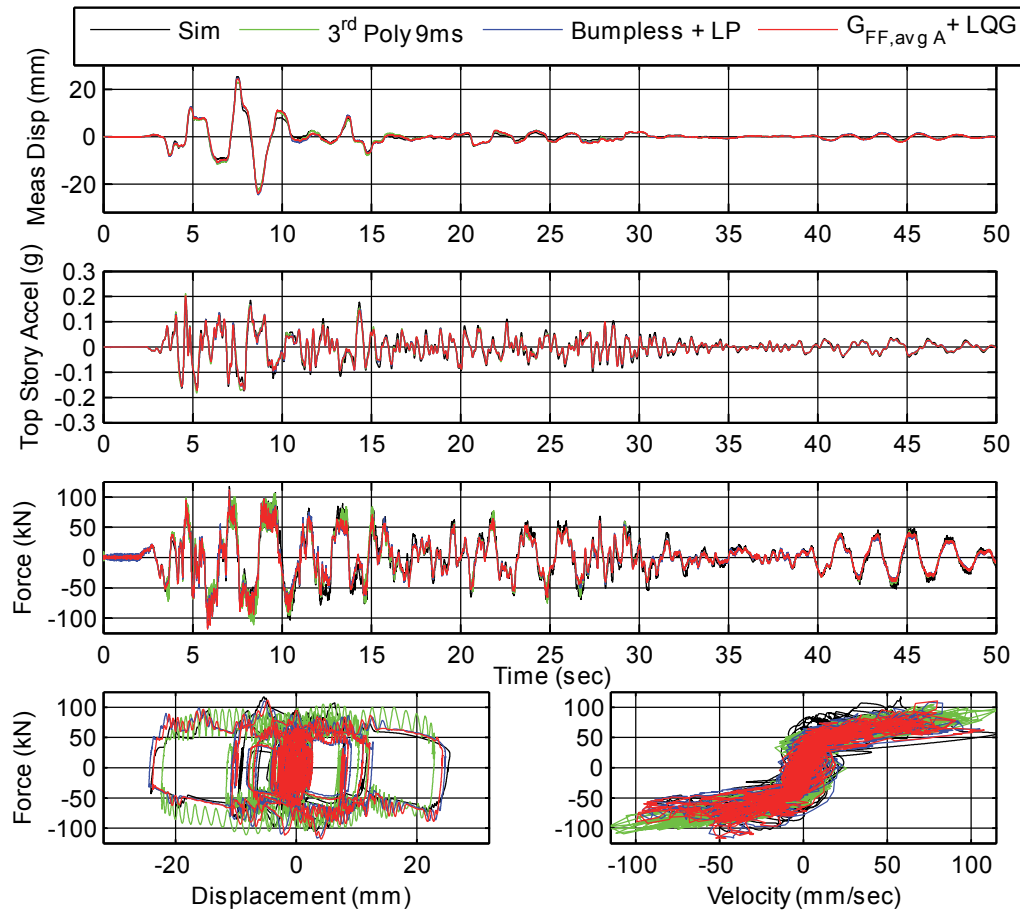 Sim 3rd Poly 9ms Bumpless + LP GFF,avg A + LQG
Meas Disp (mm)
20
0
-20
0 5 10 15 20 25 30 35 40 45 50
Top Story Accel (g)
0.3
0.2
0.1
0
-0.1
-0.2
-0.3
0 5 10 15 20 25 30 35 40 45 50
Force (kN)
100
50
0
-50
-100
0 5 10 15 20 25 30 35 40 45 50
Time (sec)
Force (kN)
100
50
0
-50
-100
-20 0 20
Displacement (mm)
100
50
0
-50
-100
-100 -50 0 50 100
Velocity (mm/sec)